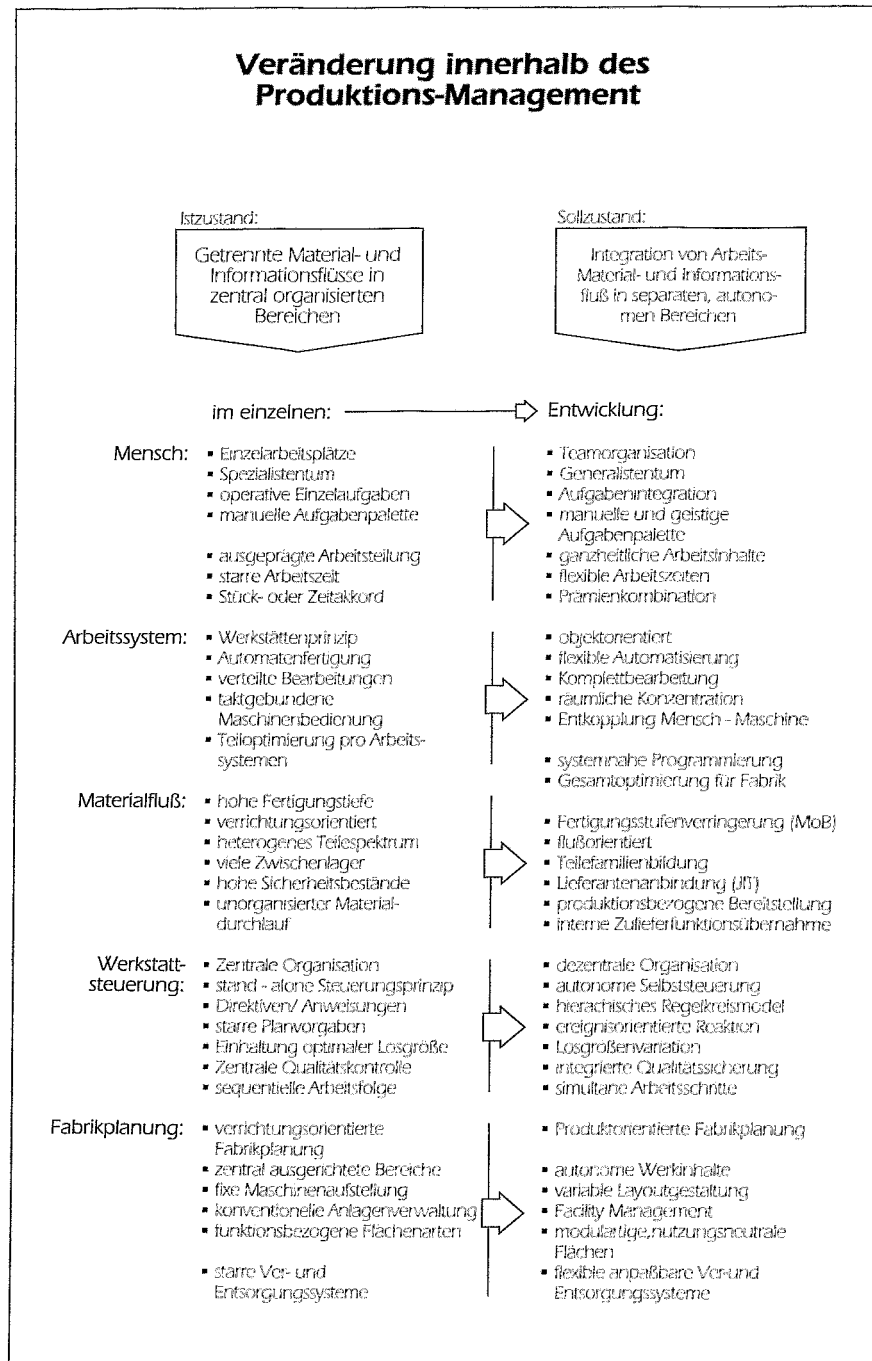 Veränderung innerhalb des
Produktions-Management
Istzustand:
Getrennte Material- und
Informationsflüsse in
zentral organisierten
Bereichen
Sollzustand:
Integration von Arbeits-
Material- und Informations-
fluß in separaten, autono-
men Bereichen
im einzelnen:
Entwicklung:
Mensch:
▪ Einzelarbeitsplätze
▪ Spezialistentum
▪ operative Einzelaufgaben
▪ manuelle Aufgabenpalette
▪ ausgeprägte Arbeitsteilung
▪ starre Arbeitszeit
▪ Stück- oder Zeitakkord
▪ Teamorganisation
▪ Generalistentum
▪ Aufgabenintegration
▪ manuelle und geistige
Aufgabenpalette
▪ ganzheitliche Arbeitsinhalte
▪ flexible Arbeitszeiten
▪ Prämienkombination
Arbeitssystem:
▪ Werkstättenprinzip
▪ Automatenfertigung
▪ verteilte Bearbeitungen
▪ taktgebundene
Maschinenbedienung
▪ Teiloptimierung pro Arbeits-
systemen
▪ objektorientiert
▪ flexible Automatisierung
▪ Komplettbearbeitung
▪ räumliche Konzentration
▪ Entkopplung Mensch - Maschine
▪ systemnahe Programmierung
▪ Gesamtoptimierung für Fabrik
Materialfluß:
▪ hohe Fertigungstiefe
▪ verrichtungsorientiert
▪ heterogenes Teilespektrum
▪ viele Zwischenlager
▪ hohe Sicherheitsbestände
▪ unorganisierter Material-
durchlauf
▪ Fertigungsstufenverringerung (MoB)
▪ flußorientiert
▪ Teilefamilienbildung
▪ Lieferantenanbindung (JIT)
▪ produktionsbezogene Bereitstellung
▪ interne Zulieferfunktionsübernahme
Werkstatt-
steuerung:
▪ Zentrale Organisation
▪ stand - alone Steuerungsprinzip
▪ Direktiven/ Anweisungen
▪ starre Planvorgaben
▪ Einhaltung optimaler Losgröße
▪ Zentrale Qualitätskontrolle
▪ sequentielle Arbeitsfolge
▪ dezentrale Organisation
▪ autonome Selbststeuerung
▪ hierachisches Regelkreismodel
▪ ereignisorientierte Reaktion
▪ Losgrößenvariation
▪ integrierte Qualitätssicherung
▪ simultane Arbeitsschritte
Fabrikplanung:
▪ verrichtungsorientierte
Fabrikplanung
▪ zentral ausgerichtete Bereiche
▪ fixe Maschinenaufstellung
▪ konventionelle Anlagenverwaltung
▪ funktionsbezogene Flächenarten
▪ starre Ver- und
Entsorgungssysteme
▪ Produktorientierte Fabrikplanung
▪ autonome Werkinhalte
▪ variable Layoutgestaltung
▪ Facility Management
▪ modulartige,nutzungsneutrale
Flächen
▪ flexible anpaßbare Ver-und
Entsorgungssysteme